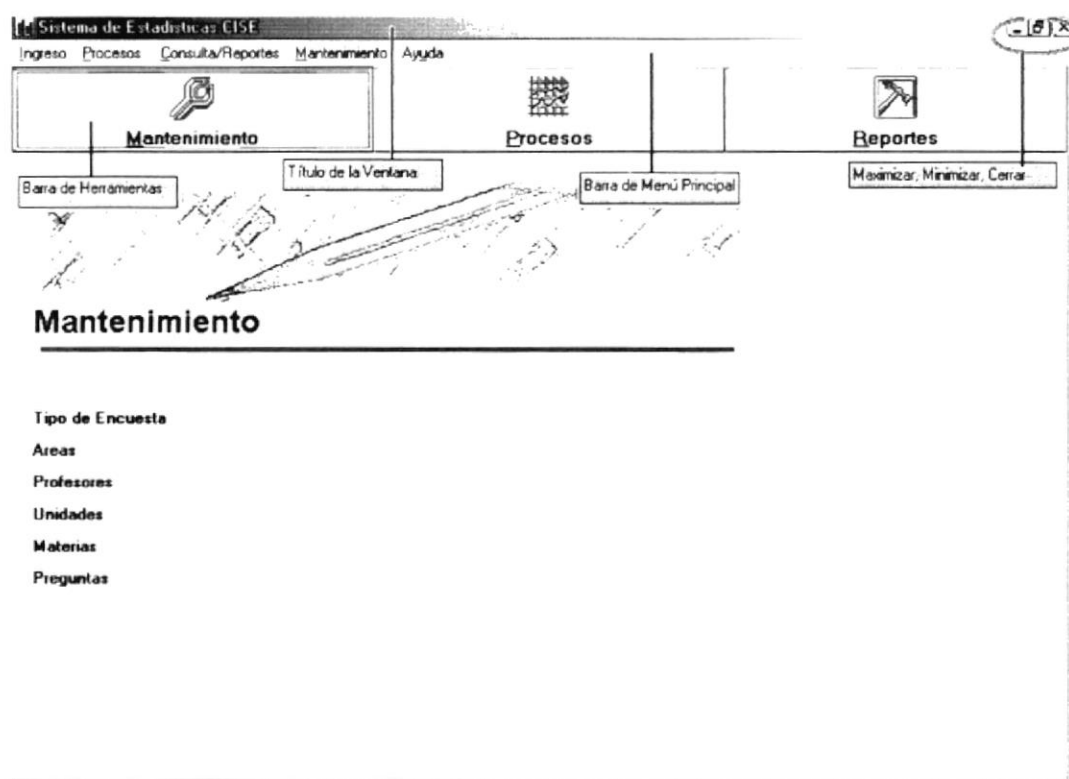 Sistema de Estadísticas CISE
Ingreso Procesos Consulta/Reportes Mantenimiento Ayuda
Mantenimiento Procesos Reportes
Barra de Herramientas
Título de la Ventana
Barra de Menú Principal
Maximizar, Minimizar, Cerrar
Mantenimiento
Tipo de Encuesta
Areas
Profesores
Unidades
Materias
Preguntas